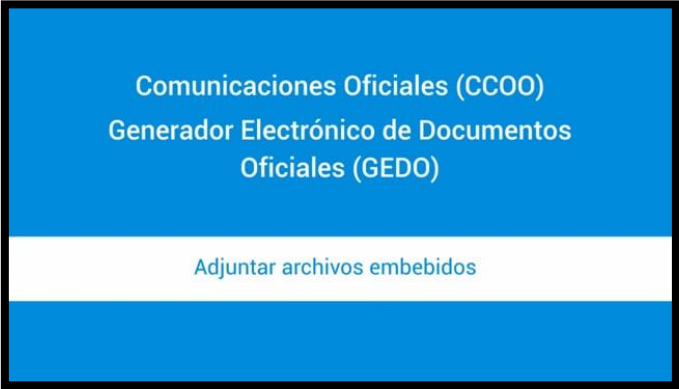 Comunicaciones Oficiales (CCOO)
Generador Electrónico de Documentos
Oficiales (GEDO)
Adjuntar archivos embebidos